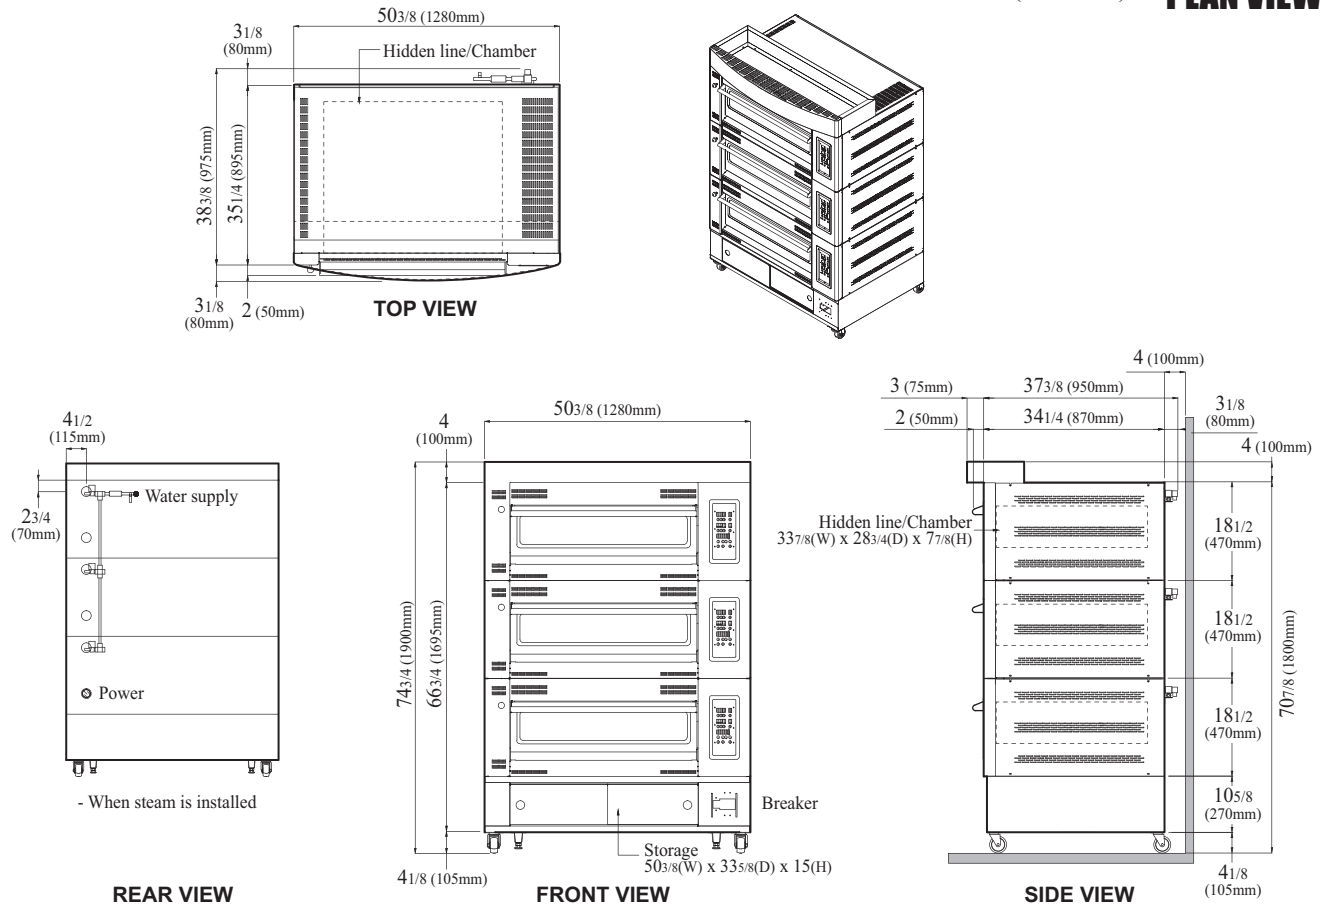 PLAN VIEW
50 3/8 (1280mm)
3 1/8
(80mm)
Hidden line/Chamber
38 3/8 (975mm)
35 1/4 (895mm)
3 1/8
(80mm)
2 (50mm)
TOP VIEW
4 1/2
(115mm)
Water supply
2 3/4
(70mm)
Power
- When steam is installed
REAR VIEW
50 3/8 (1280mm)
4
(100mm)
74 3/4 (1900mm)
66 3/4 (1695mm)
Breaker
Storage
50 3/8(W) x 33 5/8(D) x 15(H)
4 1/8 (105mm)
FRONT VIEW
4 (100mm)
3 (75mm)
37 3/8 (950mm)
2 (50mm)
34 1/4 (870mm)
3 1/8
(80mm)
4 (100mm)
Hidden line/Chamber
33 7/8(W) x 28 3/4(D) x 7 7/8(H)
18 1/2
(470mm)
18 1/2
(470mm)
18 1/2
(470mm)
70 7/8 (1800mm)
10 5/8
(270mm)
4 1/8
(105mm)
SIDE VIEW